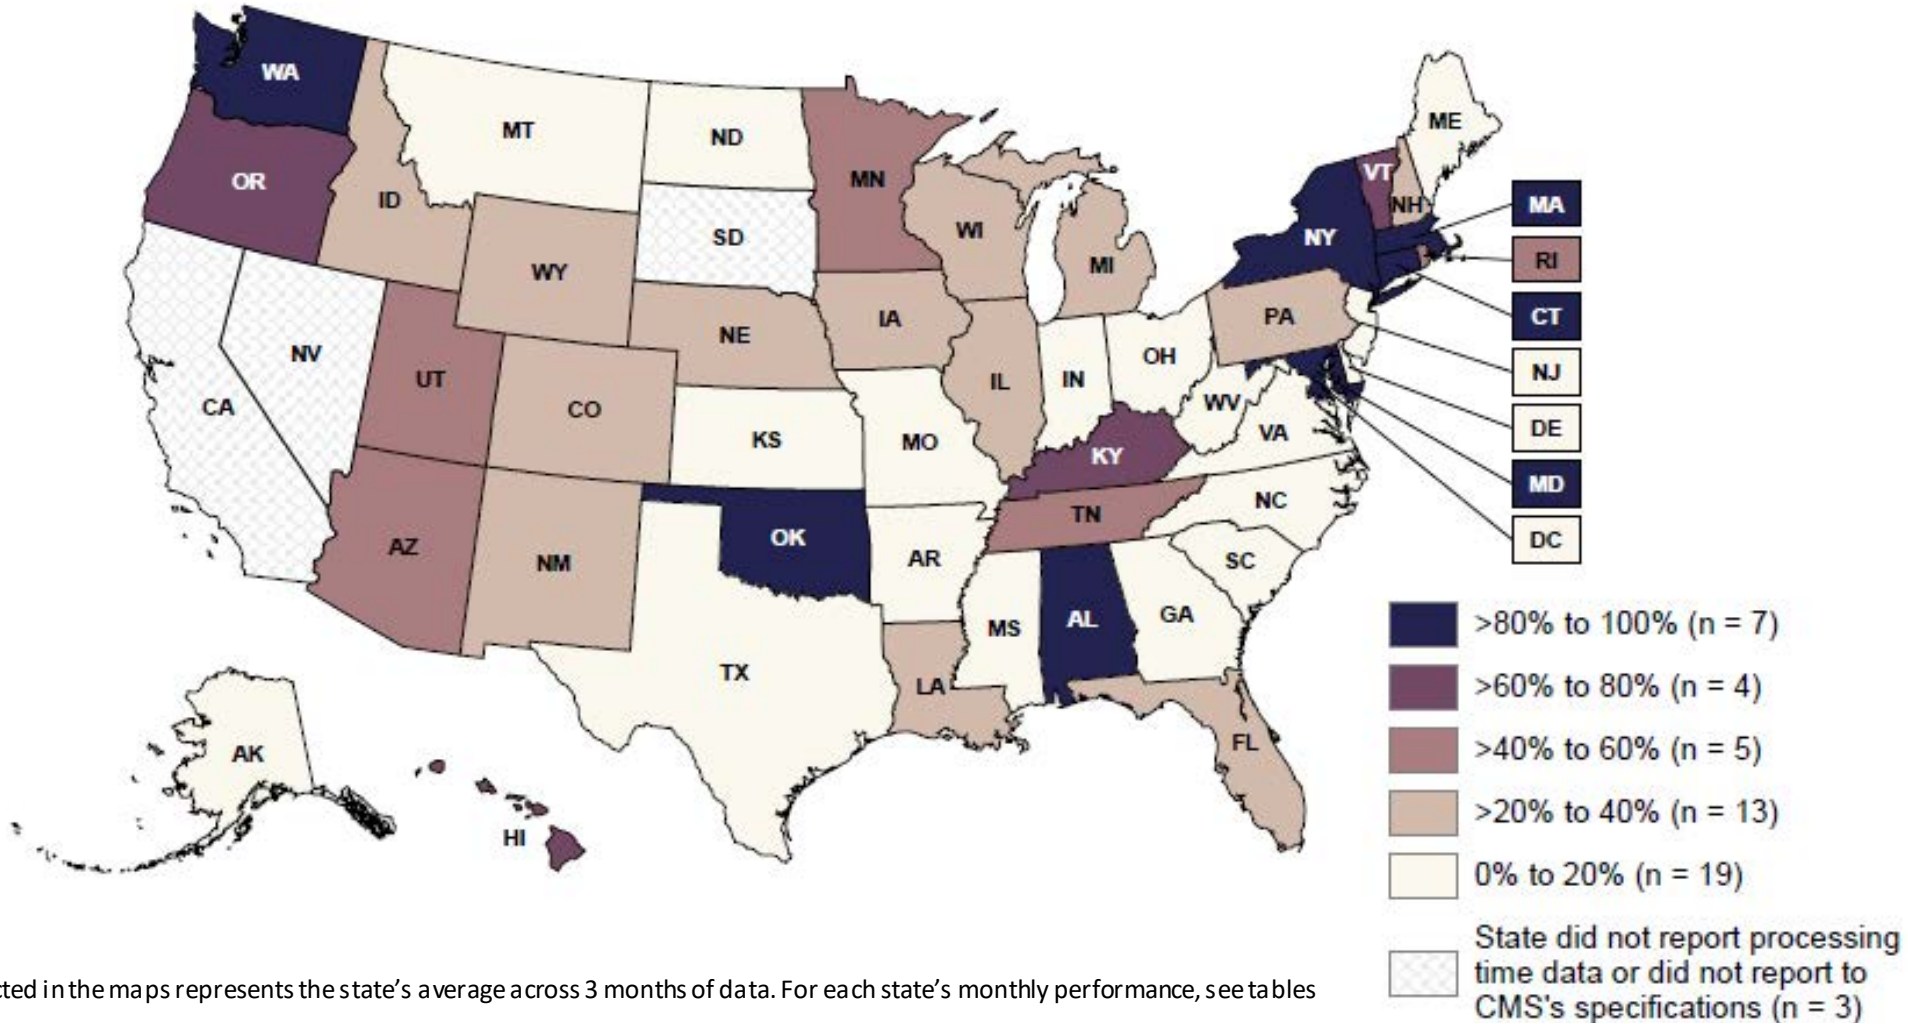 WA
MT
ND
MN
ME
OR
ID
SD
WI
VT
NH
MA
NY
WY
MI
RI
NE
IA
PA
CT
NV
UT
CO
IL
IN
OH
NJ
CA
KS
MO
WV
VA
DE
KY
MD
AZ
NM
OK
AR
TN
NC
SC
DC
TX
MS
AL
GA
LA
FL
AK
HI
>80% to 100% (n = 7)
>60% to 80% (n = 4)
>40% to 60% (n = 5)
>20% to 40% (n = 13)
0% to 20% (n = 19)
State did not report processing
time data or did not report to
CMS's specifications (n = 3)
in the maps represents the state’s average across 3 months of data. For each state’s monthly performance, see tables